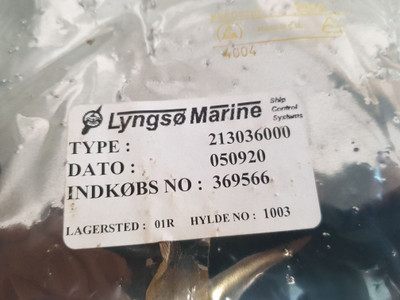 4604
Lyngsø Marine
Ship
Control
Systems
TYPE : 213036000
DATO : 050920
INDKØBS NO : 369566
LAGERSTED : 01R HYLDE NO : 1003